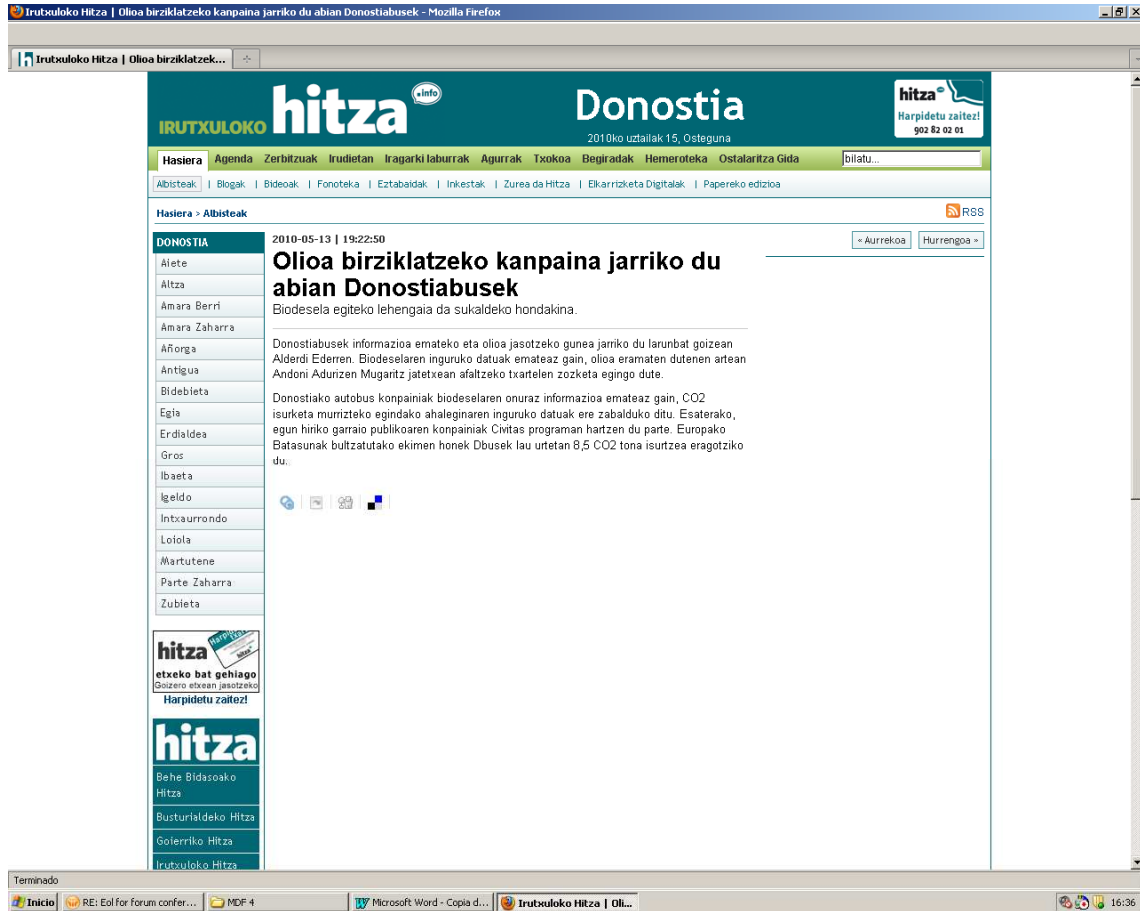 Irutxuloko Hitza | Olioa birziklatzeko kanpaina jarriko du abian Donostiabusek - Mozilla Firefox
Irutxuloko Hitza | Olioa birziklatzek...
IRUTXULOKO hitza .info
Donostia
2010ko uztailak 15, Osteguna
hitza
Harpidetu zaitez!
902 82 02 01
Hasiera Agenda Zerbitzuak Irudietan Iragarki laburrak Agurrak Txokoa Begiradak Hemeroteka Ostalaritza Gida
bilatu...
Albisteak | Blogak | Bideoak | Fonoteka | Eztabaidak | Inkestak | Zurea da Hitza | Elkarrizketa Digitalak | Papereko edizioa
Hasiera > Albisteak
RSS
DONOSTIA
Aiete
Altza
Amara Berri
Amara Zaharra
Añorga
Antigua
Bidebieta
Egia
Erdialdea
Gros
Ibaeta
Igeldo
Intxaurrondo
Loiola
Martutene
Parte Zaharra
Zubieta
2010-05-13 | 19:22:50
« Aurrekoa
Hurrengoa »
Olioa birziklatzeko kanpaina jarriko du
abian Donostiabusek
Biodesela egiteko lehengaia da sukaldeko hondakina.
Donostiabusek informazioa emateko eta olioa jasotzeko gunea jarriko du larunbat goizean
Alderdi Ederren. Biodeselaren inguruko datuak emateaz gain, olioa eramaten dutenen artean
Andoni Adurizen Mugaritz jatetxean afaltzeko txartelen zozketa egingo dute.
Donostiako autobus konpainiak biodeselaren onuraz informazioa emateaz gain, CO2
isurketa murrizteko egindako ahaleginaren inguruko datuak ere zabalduko ditu. Esaterako,
egun hiriko garraio publikoaren konpainiak Civitas programan hartzen du parte. Europako
Batasunak bultzatutako ekimen honek Dbusek lau urtetan 8,5 CO2 tona isurtzea eragotziko
du.
hitza
etxeko bat gehiago
Goizero etxean jasotzeko
Harpidetu zaitez!
hitza
Behe Bidasoako
Hitza
Busturialdeko Hitza
Goierriko Hitza
Irutxuloko Hitza
Terminado
Inicio
RE: Eol for forum confer...
MDF 4
Microsoft Word - Copia d...
Irutxuloko Hitza | Oli...
16:36